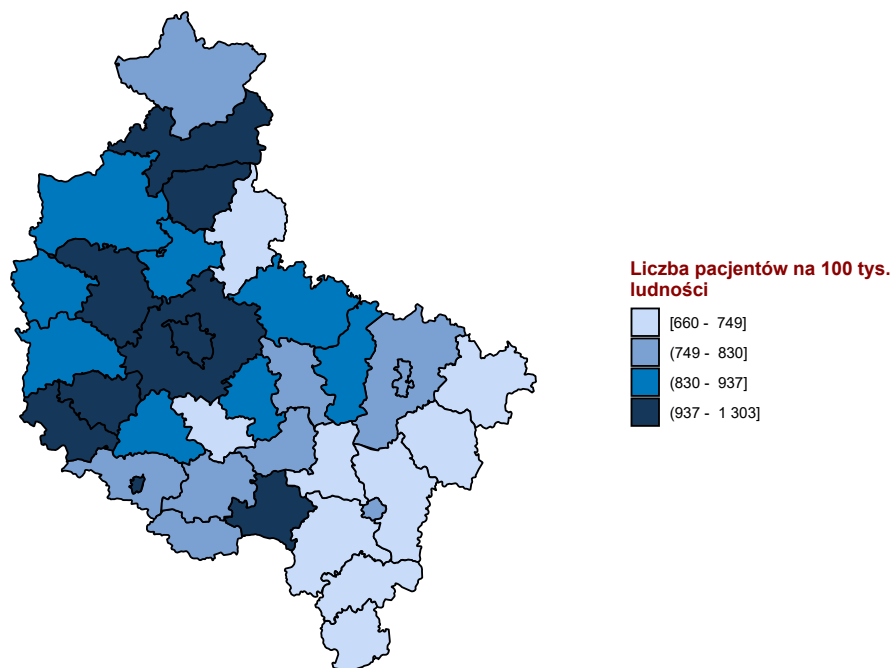 Liczba pacjentów na 100 tys.
ludności
[660 - 749]
(749 - 830]
(830 - 937]
(937 - 1 303]